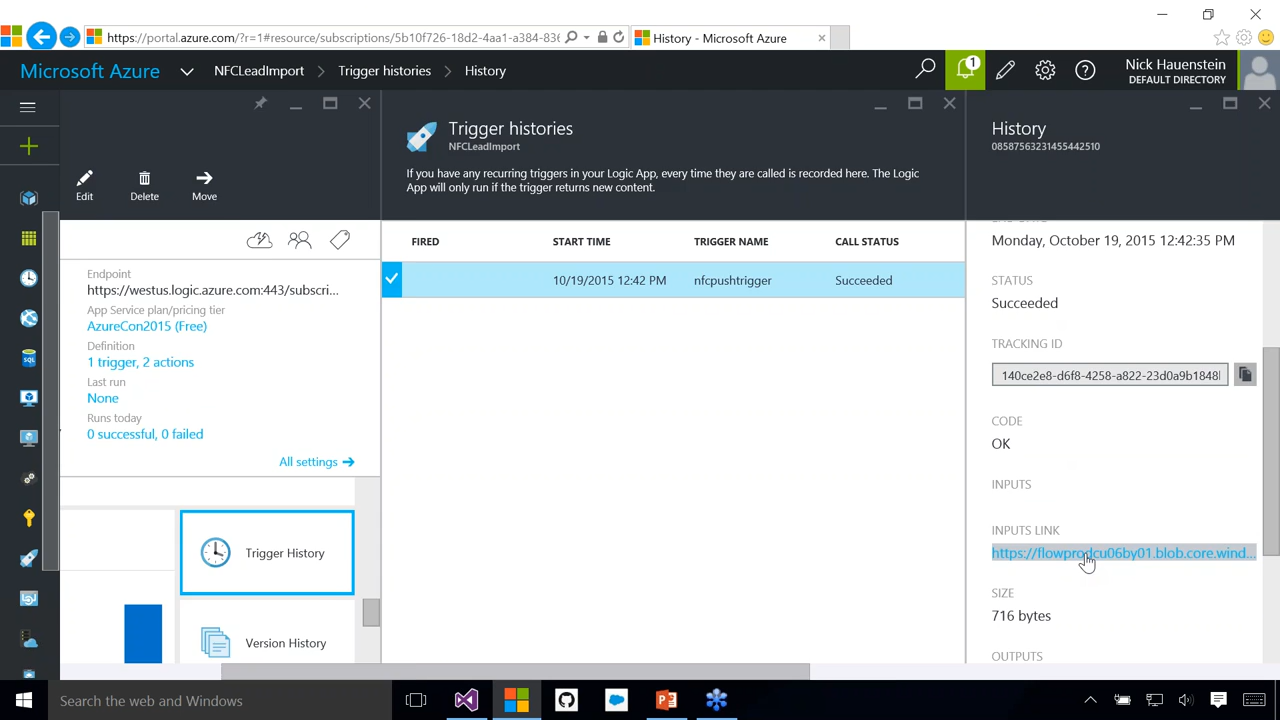 https://portal.azure.com/?r=1#resource/subscriptions/5b10f726-18d2-4aa1-a384-836
History - Microsoft Azure
Microsoft Azure
NFCLeadImport
Trigger histories
History
1
Nick Hauenstein
DEFAULT DIRECTORY
Edit
Delete
Move
Endpoint
https://westus.logic.azure.com:443/subscri...
App Service plan/pricing tier
AzureCon2015 (Free)
Definition
1 trigger, 2 actions
Last run
None
Runs today
0 successful, 0 failed
All settings
Trigger History
Version History
Trigger histories
NFCLeadImport
If you have any recurring triggers in your Logic App, every time they are called is recorded here. The Logic
App will only run if the trigger returns new content.
FIRED START TIME TRIGGER NAME CALL STATUS
10/19/2015 12:42 PM nfcpushtrigger Succeeded
History
08587563231455442510
Monday, October 19, 2015 12:42:35 PM
STATUS
Succeeded
TRACKING ID
140ce2e8-d6f8-4258-a822-23d0a9b1848
CODE
OK
INPUTS
INPUTS LINK
https://flowprodcu06by01.blob.core.wind...
SIZE
716 bytes
OUTPUTS
Search the web and Windows